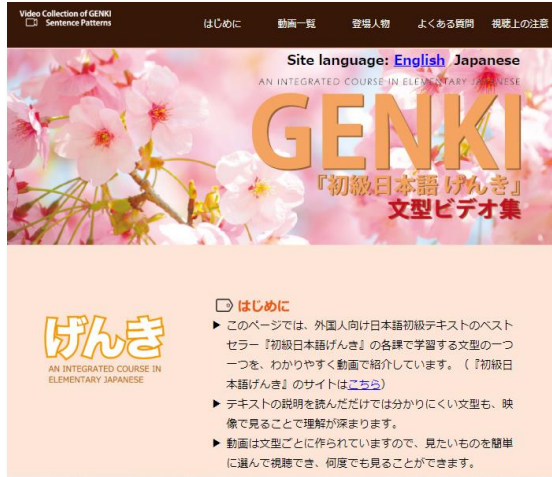 Video Collection of GENKI
Sentence Patterns
はじめに 動画一覧 登場人物 よくある質問 視聴上の注意
Site language: English Japanese
AN INTEGRATED COURSE IN ELEMENTARY JAPANESE
GENKI
『初級日本語 げんき』
文型ビデオ集
げんき
AN INTEGRATED COURSE IN
ELEMENTARY JAPANESE
はじめに
▶ このページでは、外国人向け日本語初級テキストのベスト
セラー『初級日本語げんき』の各課で学習する文型の一つ
一つを、わかりやすく動画で紹介しています。（『初級日
本語げんき』のサイトはこちら）
▶ テキストの説明を読んだだけでは分かりにくい文型も、映
像で見ることで理解が深まります。
▶ 動画は文型ごとに作られていますので、見たいものを簡単
に選んで視聴でき、何度でも見ることができます。